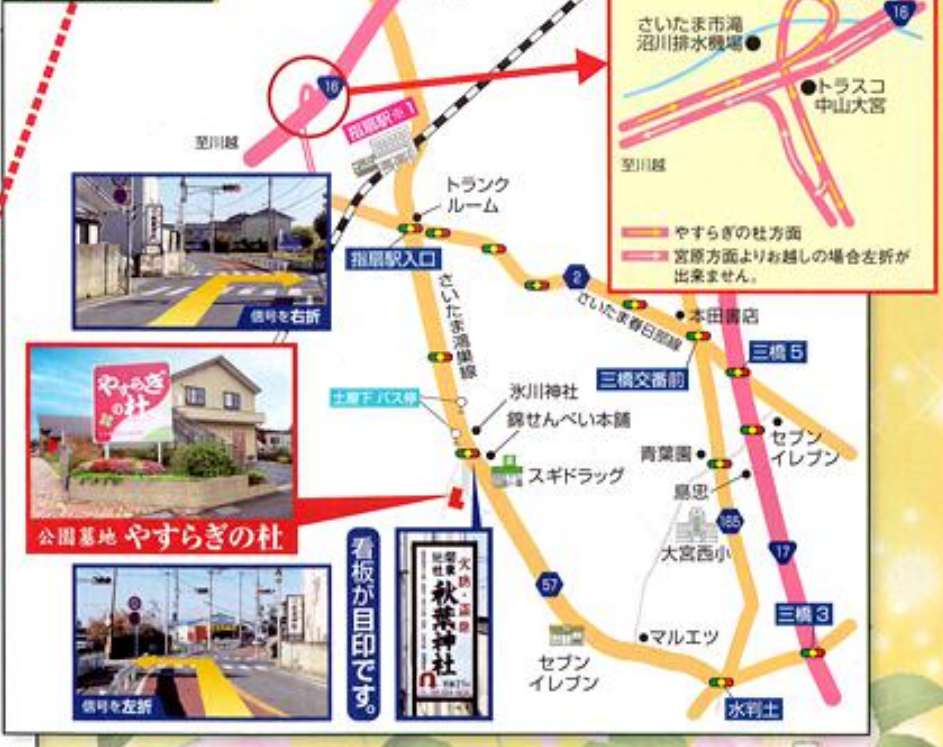 さいたま市滝
沼川排水機場
16
トラスコ
中山大宮
至川越
やすらぎの杜方面
宮原方面よりお越しの場合左折が
出来ません。
16
指扇駅※1
至川越
トランク
ルーム
指扇駅入口
2
さいたま春日部線
さいたま鴻巣線
本田書店
三橋5
三橋交番前
信号を右折
やすらぎ
の杜
公園墓地 やすらぎの杜
土屋下 バス停
氷川神社
錦せんべい本舗
スギドラッグ
セブン
イレブン
青葉園
島忠
165
大宮西小
17
57
三橋3
マルエツ
セブン
イレブン
水判土
看板が目印です。
秋葉神社
信号を左折